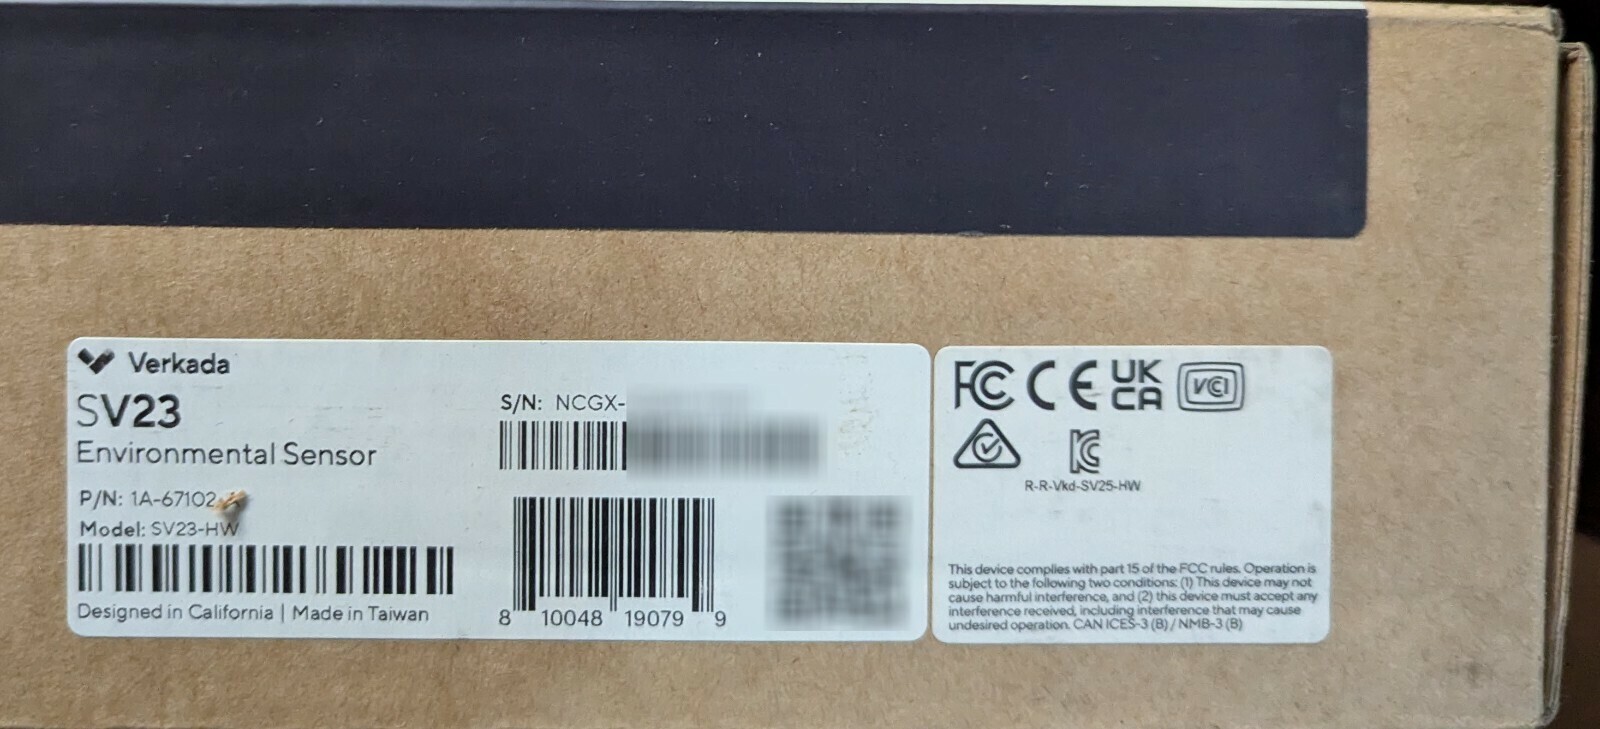 Verkada
SV23
Environmental Sensor
P/N: 1A-67102
Model: SV23-HW
Designed in California | Made in Taiwan
S/N: NCGX-
8 10048 19079 9
FC CE UK CA VCI
R-R-Vkd-SV25-HW
This device complies with part 15 of the FCC rules. Operation is
subject to the following two conditions: (1) This device may not
cause harmful interference, and (2) this device must accept any
interference received, including interference that may cause
undesired operation. CAN ICES-3 (B) / NMB-3 (B)